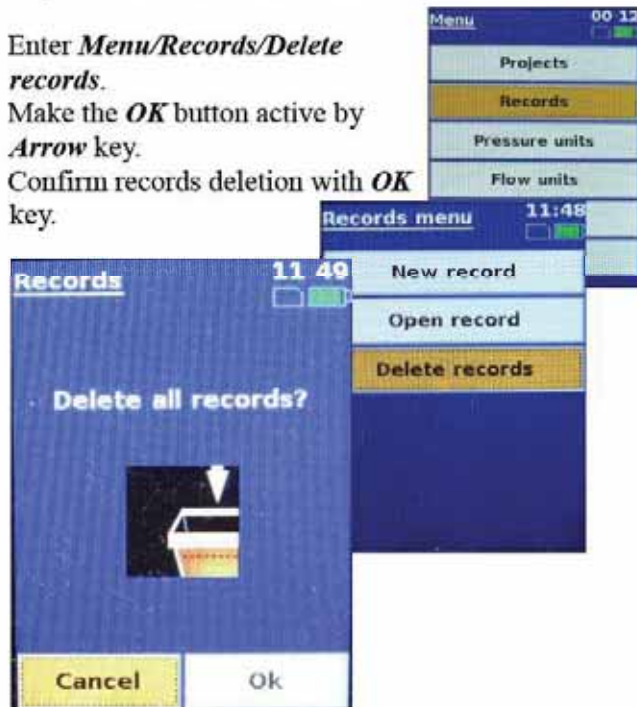 Enter Menu/Records/Delete
records.
Make the OK button active by
Arrow key.
Confirm records deletion with OK
key.
Menu
Projects
Records
Pressure units
Flow units
Records menu 11:48
New record
Open record
Delete records
Records 11 49
Delete all records?
Cancel Ok